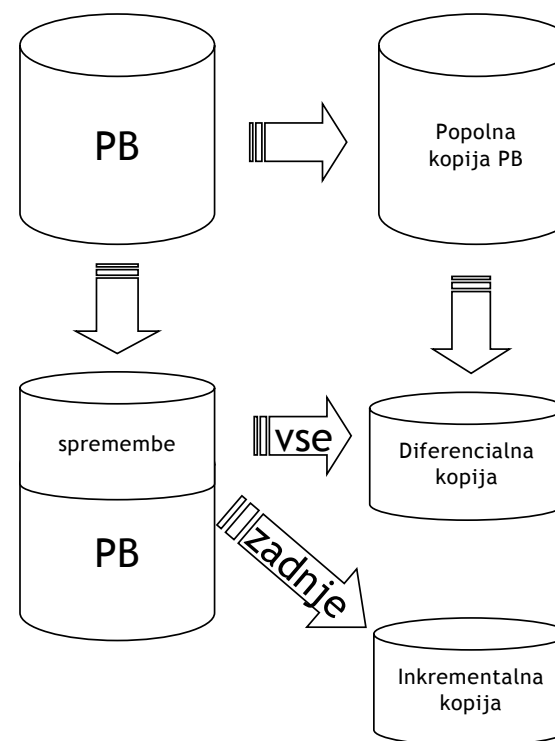 PB
Popolna
kopija PB
spremembe
vse
Diferencialna
kopija
PB
zadnje
Inkrementalna
kopija